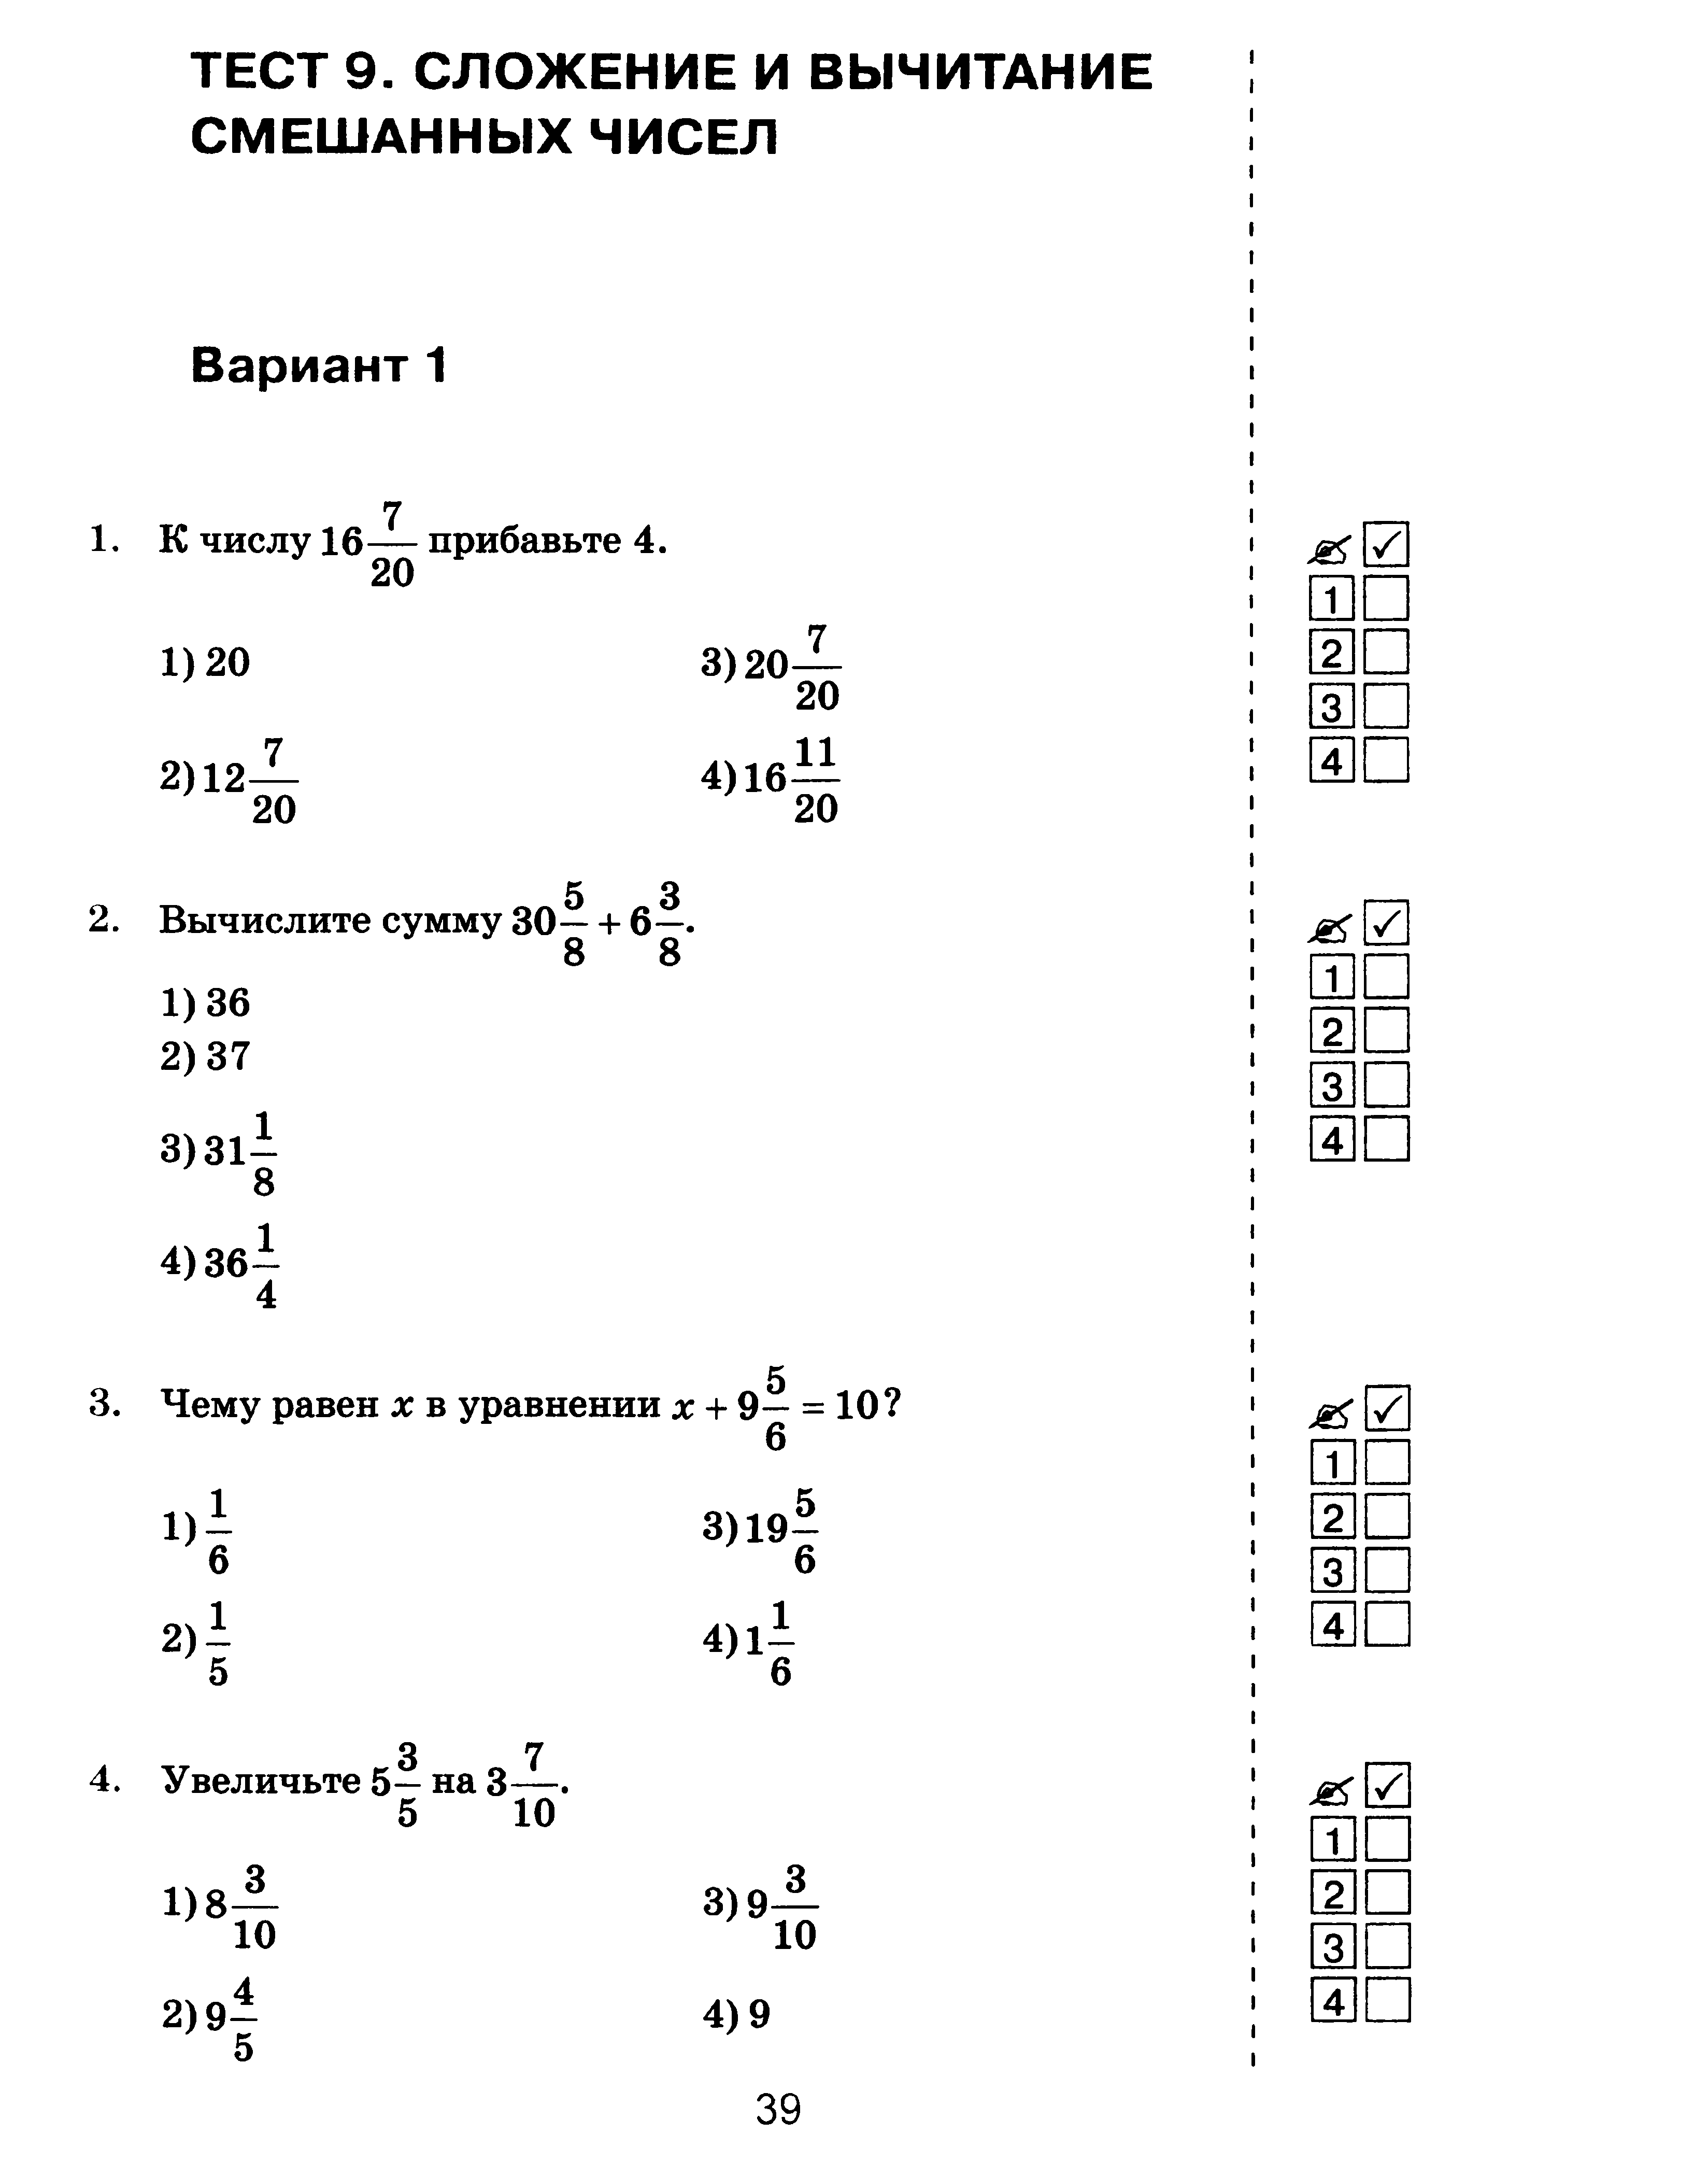 ТЕСТ 9. СЛОЖЕНИЕ И ВЫЧИТАНИЕ
СМЕШАННЫХ ЧИСЕЛ
Вариант 1
1. К числу 16 7/20 прибавьте 4.
1) 20
3) 20 7/20
2) 12 7/20
4) 16 11/20
✓
1
2
3
4
2. Вычислите сумму 30 5/8 + 6 3/8.
1) 36
2) 37
3) 31 1/8
4) 36 1/4
✓
1
2
3
4
3. Чему равен x в уравнении x + 9 5/6 = 10?
1) 1/6
3) 19 5/6
2) 1/5
4) 1 1/6
✓
1
2
3
4
4. Увеличьте 5 3/5 на 3 7/10.
1) 8 3/10
3) 9 3/10
2) 9 4/5
4) 9
✓
1
2
3
4
39